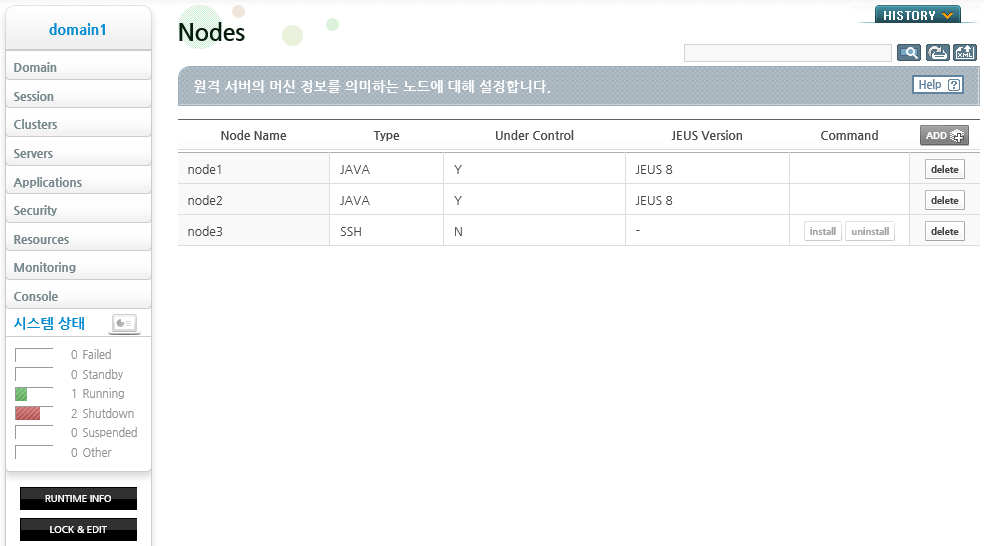 domain1
Domain
Session
Clusters
Servers
Applications
Security
Resources
Monitoring
Console
시스템 상태
0 Failed
0 Standby
1 Running
2 Shutdown
0 Suspended
0 Other
RUNTIME INFO
LOCK & EDIT
Nodes
HISTORY
XML
원격 서버의 머신 정보를 의미하는 노드에 대해 설정합니다.
Help ?
Node Name Type Under Control JEUS Version Command ADD
node1 JAVA Y JEUS 8 delete
node2 JAVA Y JEUS 8 delete
node3 SSH N - install uninstall delete